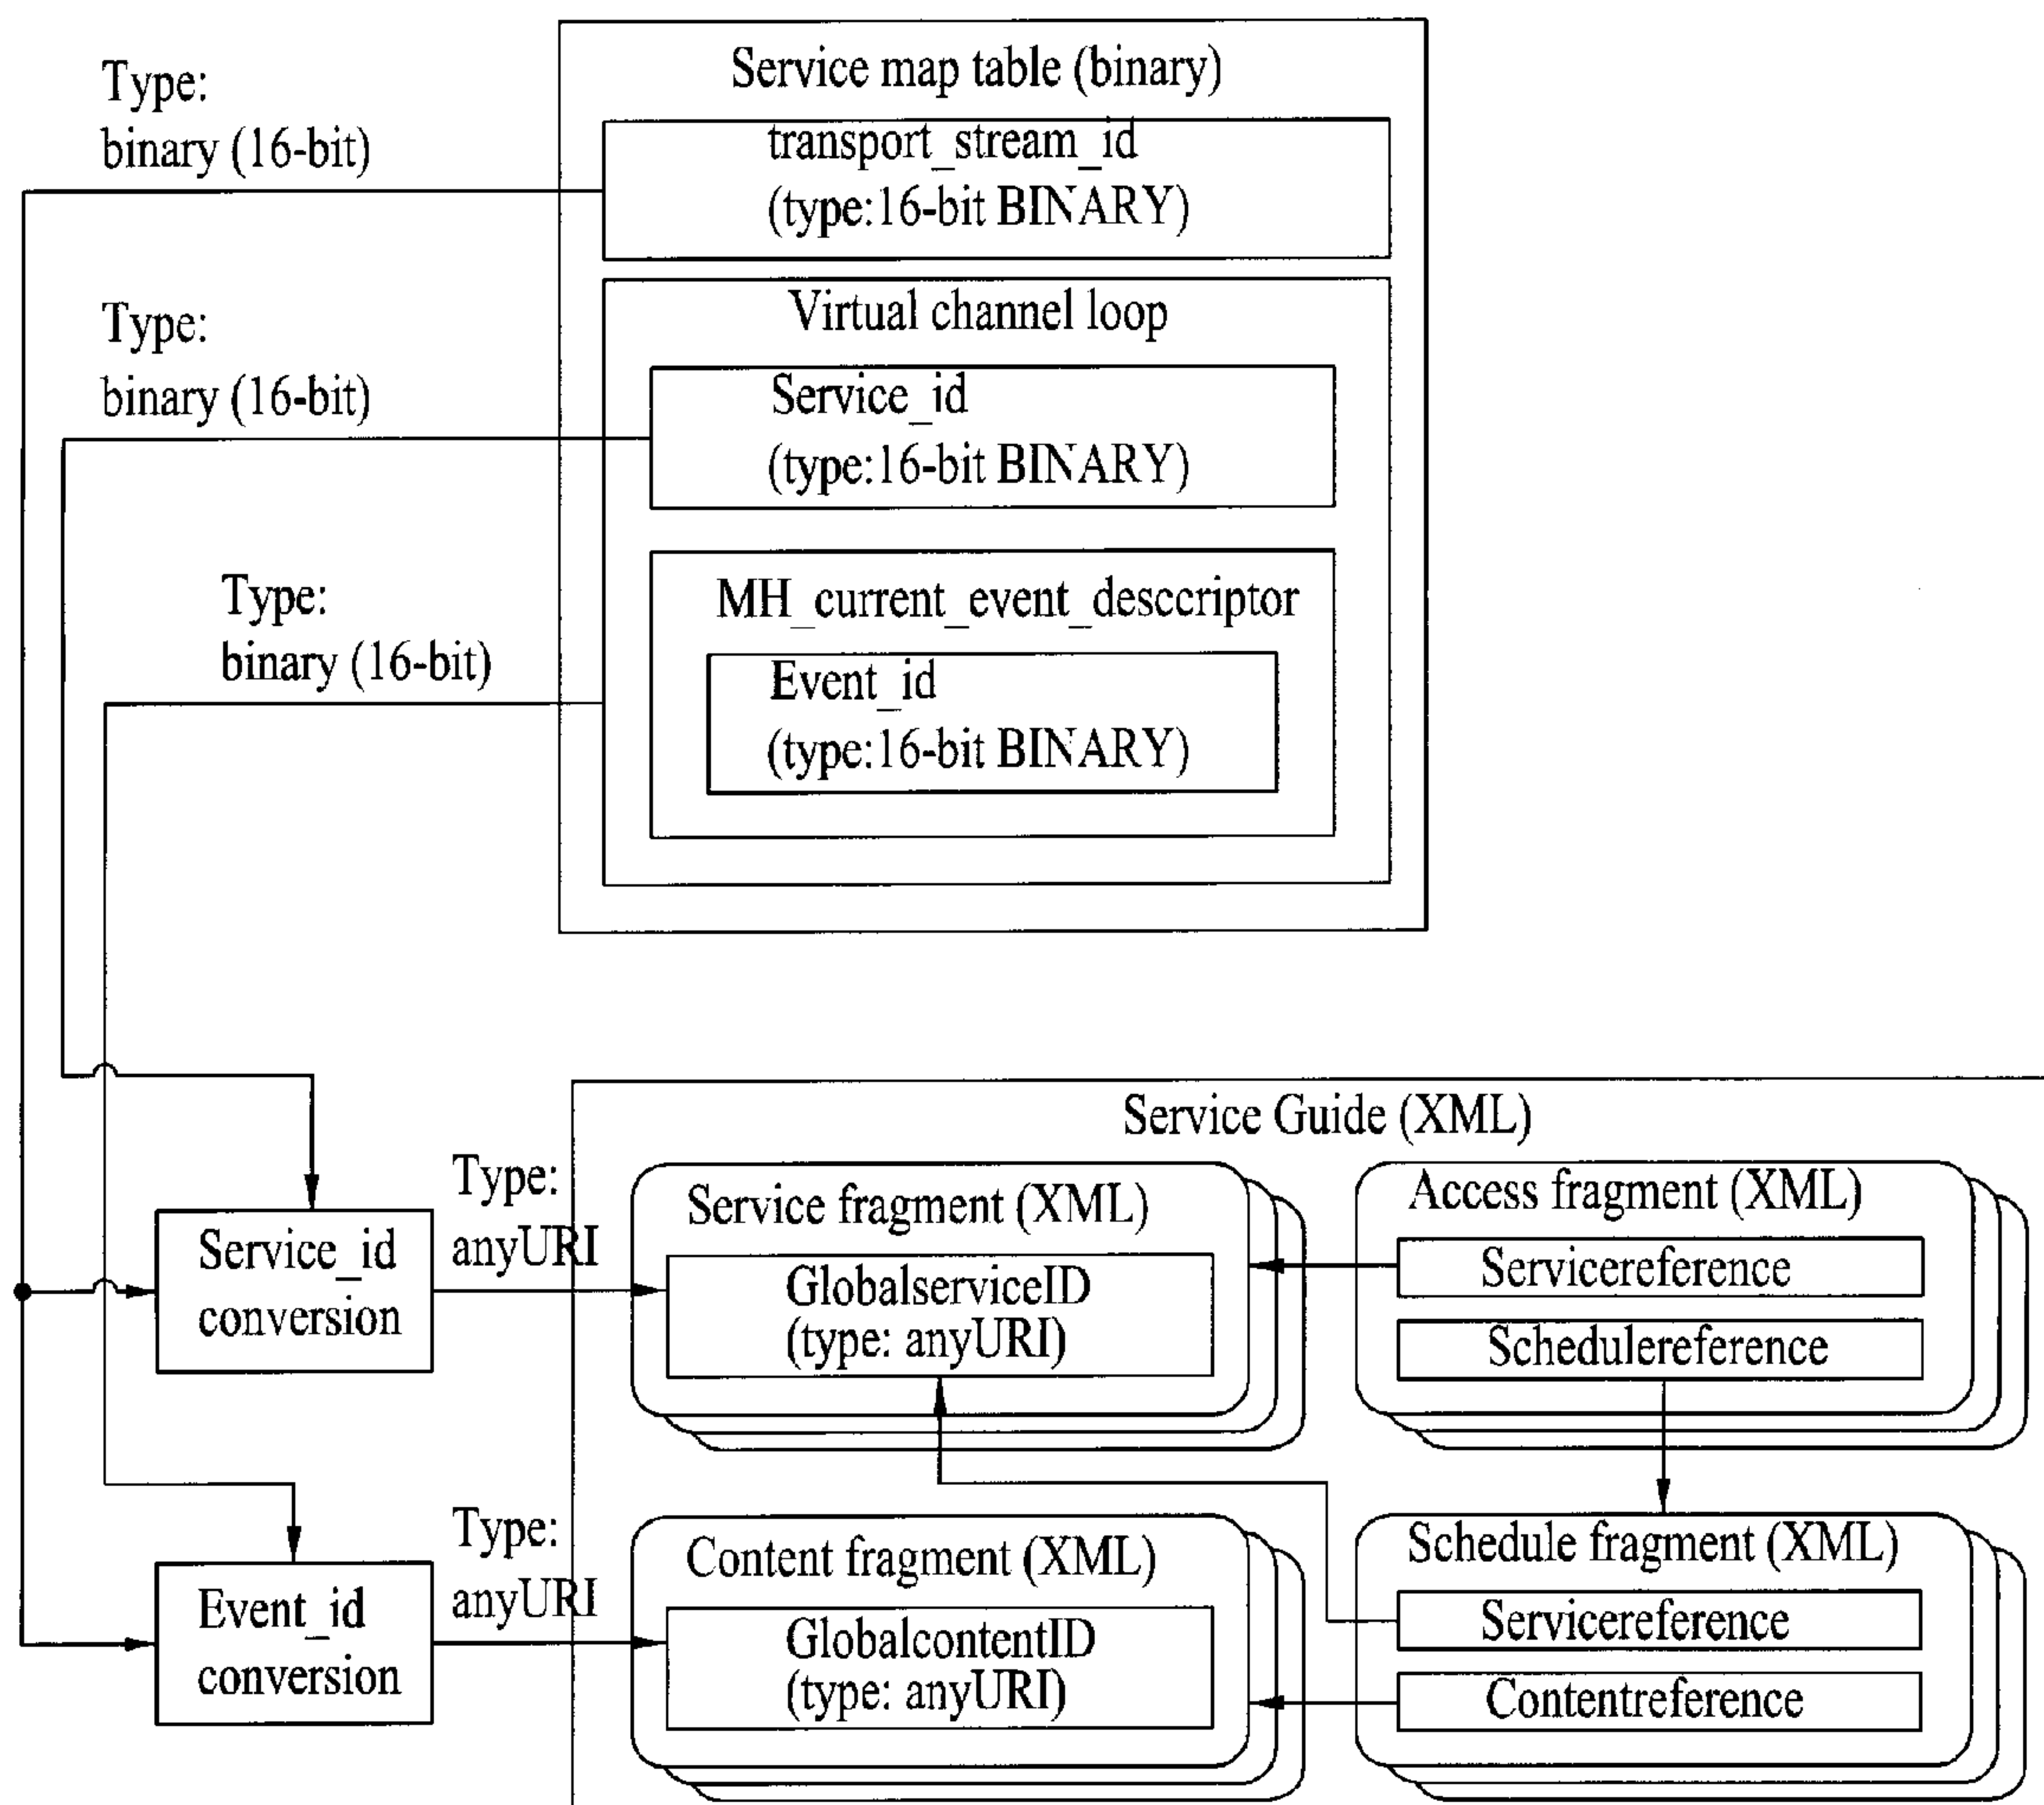 Service map table (binary)
Type:
binary (16-bit)
transport_stream_id
(type:16-bit BINARY)
Type:
binary (16-bit)
Virtual channel loop
Service_id
(type:16-bit BINARY)
Type:
binary (16-bit)
MH_current_event_desccriptor
Event_id
(type:16-bit BINARY)
Service Guide (XML)
Service_id
conversion
Type:
anyURI
Service fragment (XML)
GlobalserviceID
(type: anyURI)
Access fragment (XML)
Servicereference
Schedulereference
Event_id
conversion
Type:
anyURI
Content fragment (XML)
GlobalcontentID
(type: anyURI)
Schedule fragment (XML)
Servicereference
Contentreference